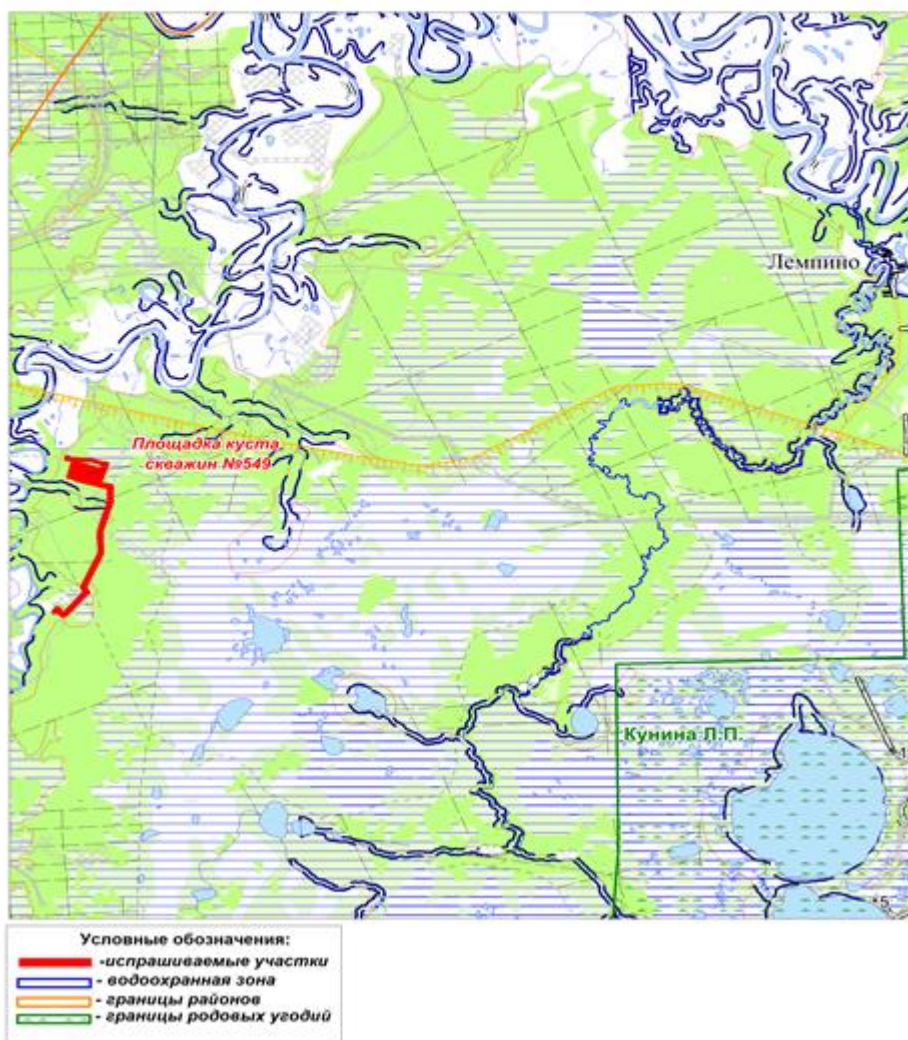 Лемпино
Площадка куста
скважин №549
Кунина Л.П.
Условные обозначения:
-испрашиваемые участки
- водоохранная зона
- границы районов
- границы родовых угодий